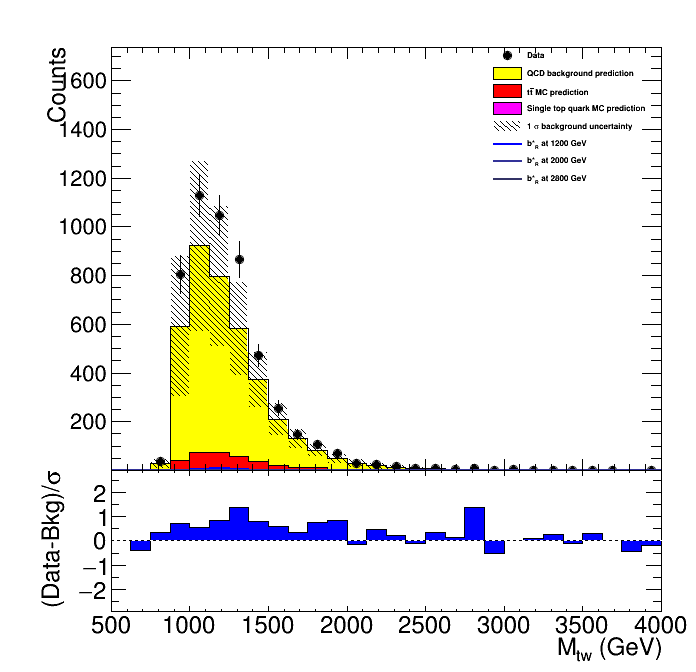 Counts
1600
1400
1200
1000
800
600
400
200
Data
QCD background prediction
tt̄ MC prediction
Single top quark MC prediction
1 σ background uncertainty
b*R at 1200 GeV
b*R at 2000 GeV
b*R at 2800 GeV
(Data-Bkg)/σ
2
1
0
−1
−2
500 1000 1500 2000 2500 3000 3500 4000
Mtw (GeV)